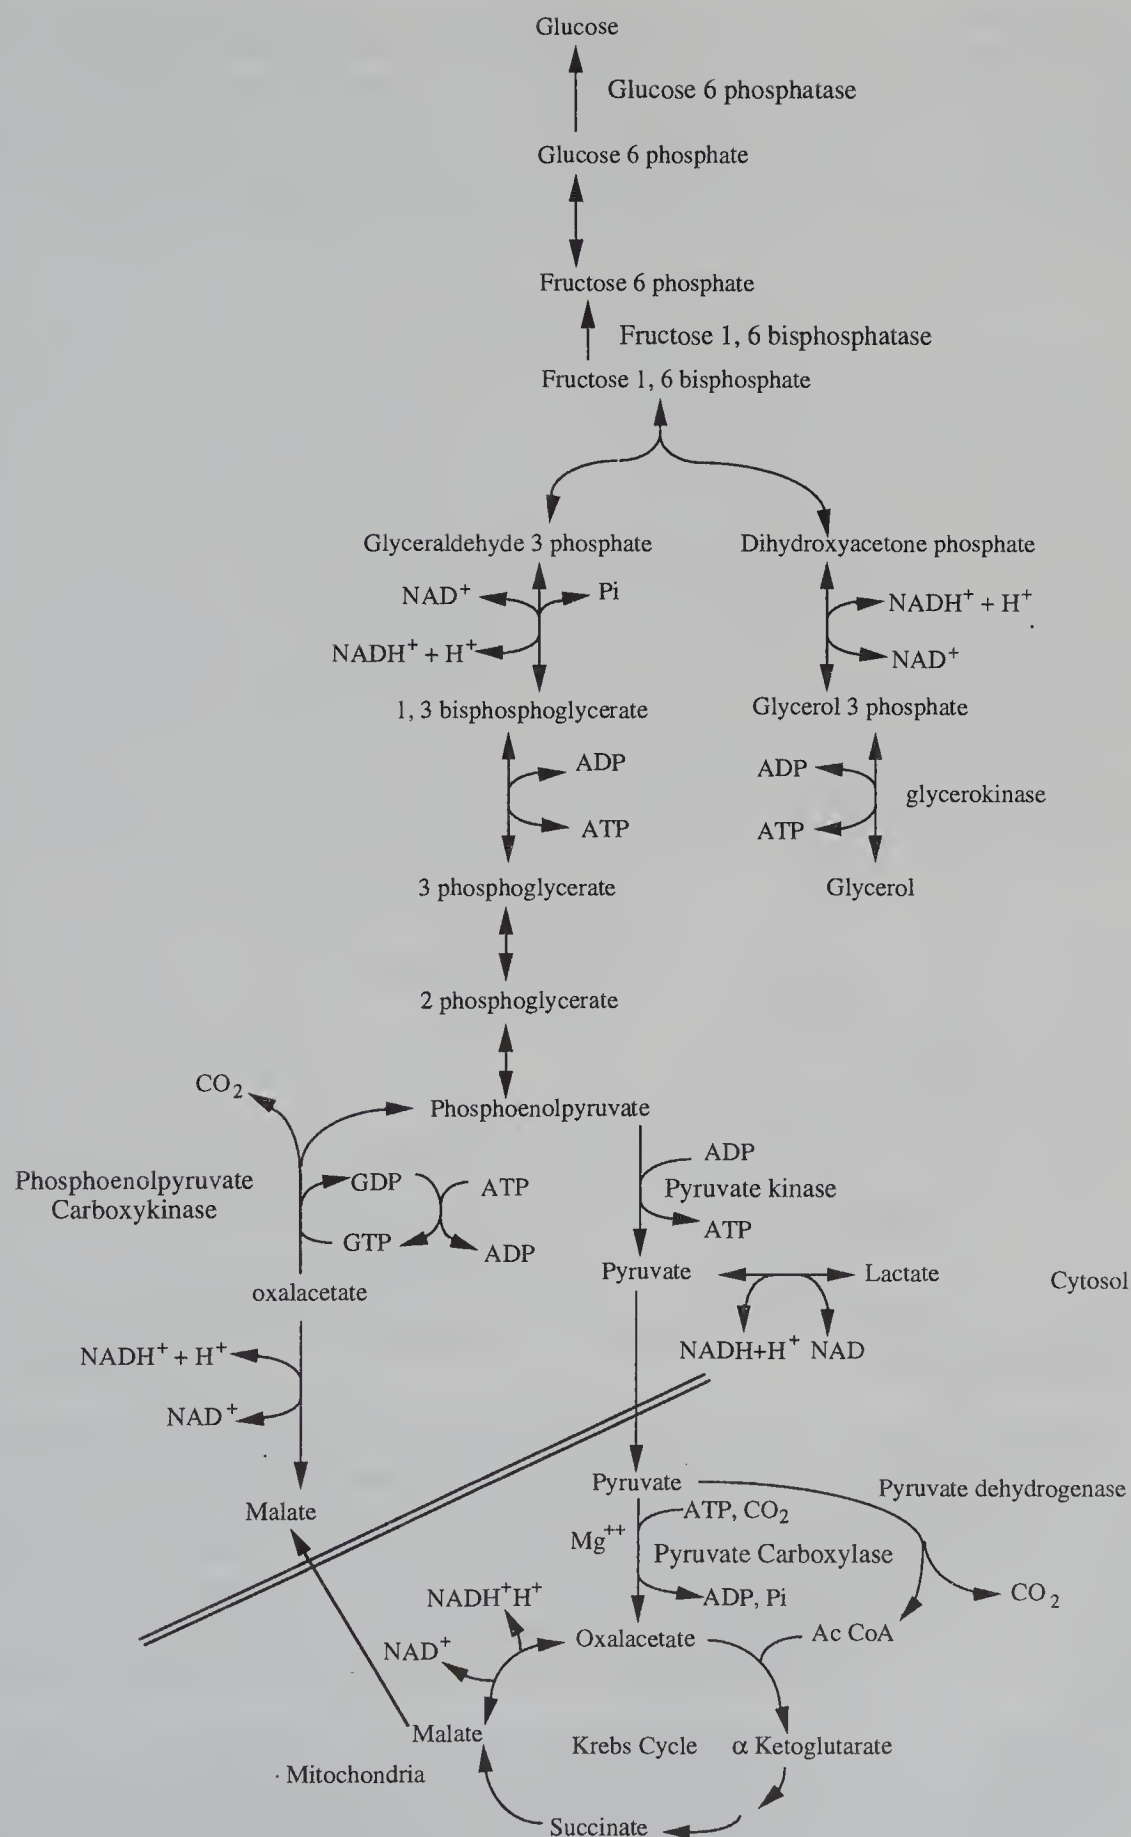 Glucose
Glucose 6 phosphatase
Glucose 6 phosphate
Fructose 6 phosphate
Fructose 1, 6 bisphosphatase
Fructose 1, 6 bisphosphate
Glyceraldehyde 3 phosphate
Dihydroxyacetone phosphate
NAD⁺
Pi
NADH⁺ + H⁺
NADH⁺ + H⁺
NAD⁺
1, 3 bisphosphoglycerate
Glycerol 3 phosphate
ADP
ATP
ADP
glycerokinase
ATP
3 phosphoglycerate
Glycerol
2 phosphoglycerate
CO₂
Phosphoenolpyruvate
Phosphoenolpyruvate
Carboxykinase
GDP
ATP
GTP
ADP
ADP
Pyruvate kinase
ATP
oxalacetate
Pyruvate
Lactate
Cytosol
NADH+H⁺
NAD
NADH⁺ + H⁺
NAD⁺
Malate
Pyruvate
Pyruvate dehydrogenase
ATP, CO₂
Mg⁺⁺
Pyruvate Carboxylase
ADP, Pi
CO₂
NADH⁺H⁺
NAD⁺
Oxalacetate
Ac CoA
Malate
Krebs Cycle
α Ketoglutarate
Mitochondria
Succinate